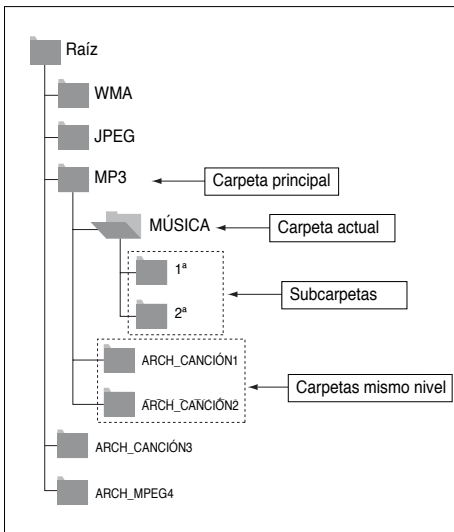 Raíz
WMA
JPEG
MP3
Carpeta principal
MÚSICA
Carpeta actual
1ª
2ª
Subcarpetas
ARCH_CANCIÓN1
ARCH_CANCIÓN2
Carpetas mismo nivel
ARCH_CANCIÓN3
ARCH_MPEG4